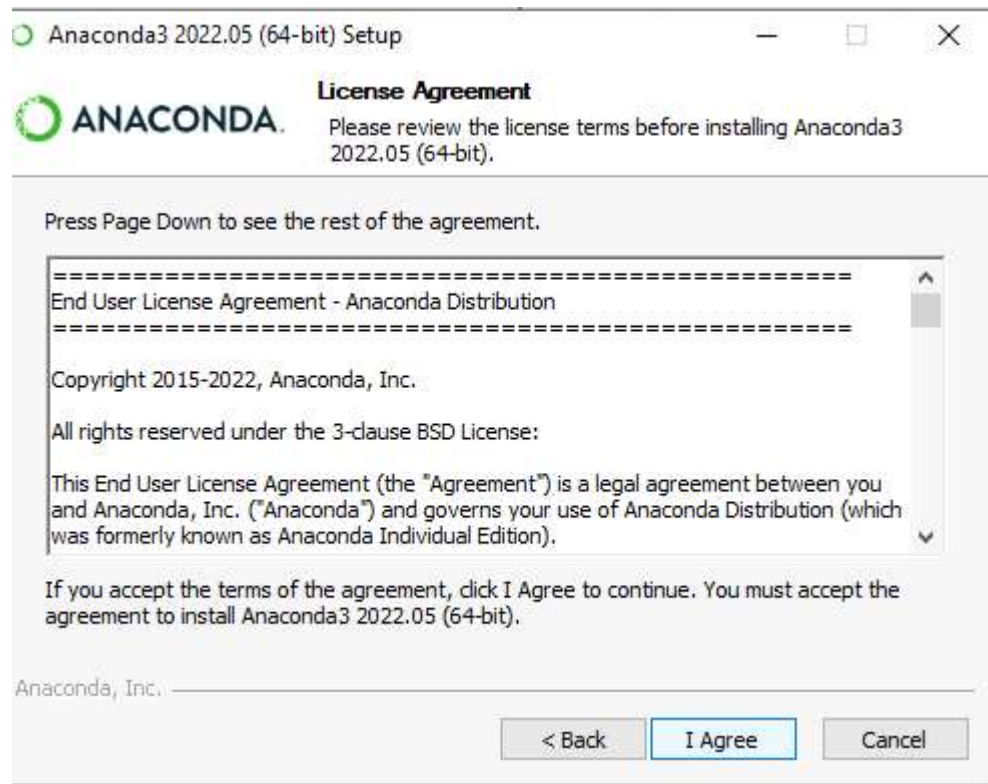 Anaconda3 2022.05 (64-bit) Setup
ANACONDA.
License Agreement
Please review the license terms before installing Anaconda3
2022.05 (64-bit).
Press Page Down to see the rest of the agreement.
==================================================
End User License Agreement - Anaconda Distribution
==================================================
Copyright 2015-2022, Anaconda, Inc.
All rights reserved under the 3-clause BSD License:
This End User License Agreement (the "Agreement") is a legal agreement between you
and Anaconda, Inc. ("Anaconda") and governs your use of Anaconda Distribution (which
was formerly known as Anaconda Individual Edition).
If you accept the terms of the agreement, click I Agree to continue. You must accept the
agreement to install Anaconda3 2022.05 (64-bit).
Anaconda, Inc.
< Back
I Agree
Cancel